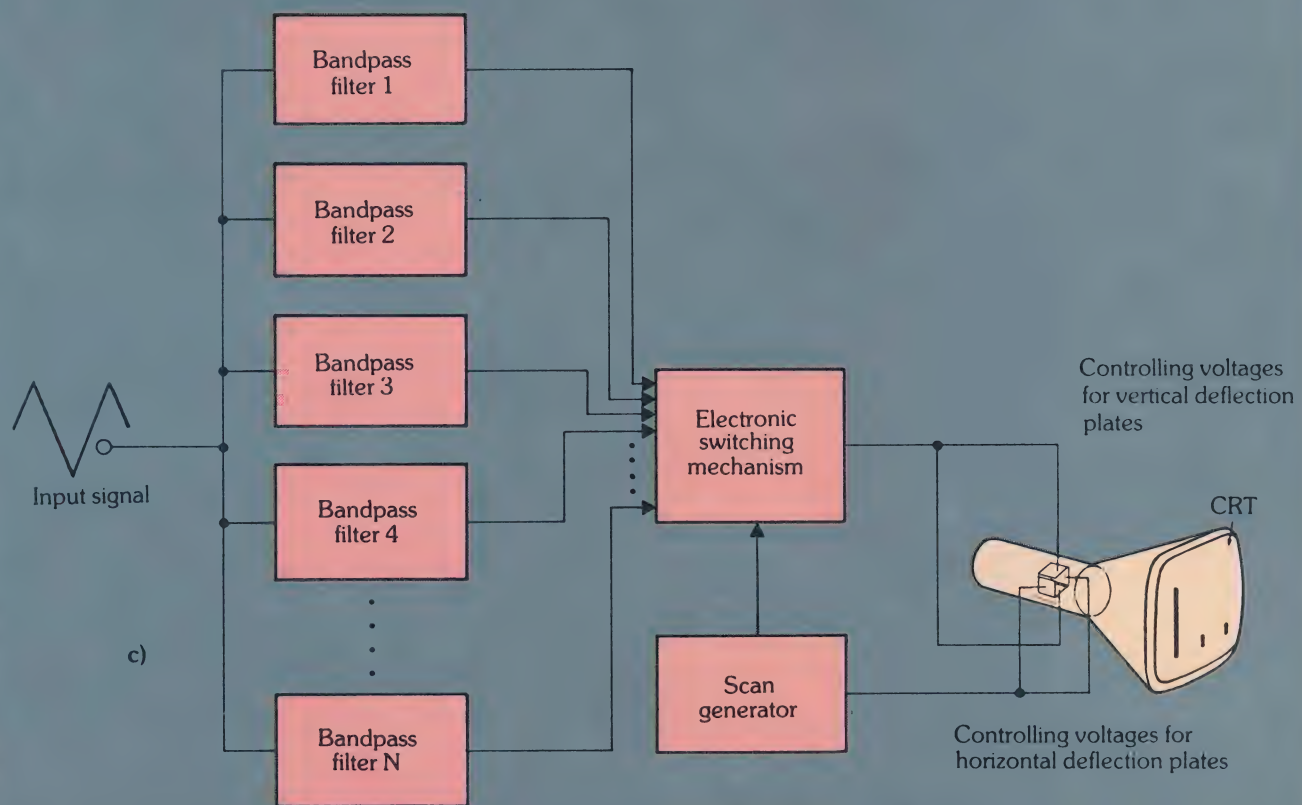 Bandpass
filter 1
Bandpass
filter 2
Bandpass
filter 3
Bandpass
filter 4
Bandpass
filter N
Input signal
c)
Electronic
switching
mechanism
Scan
generator
Controlling voltages
for vertical deflection
plates
CRT
Controlling voltages for
horizontal deflection plates